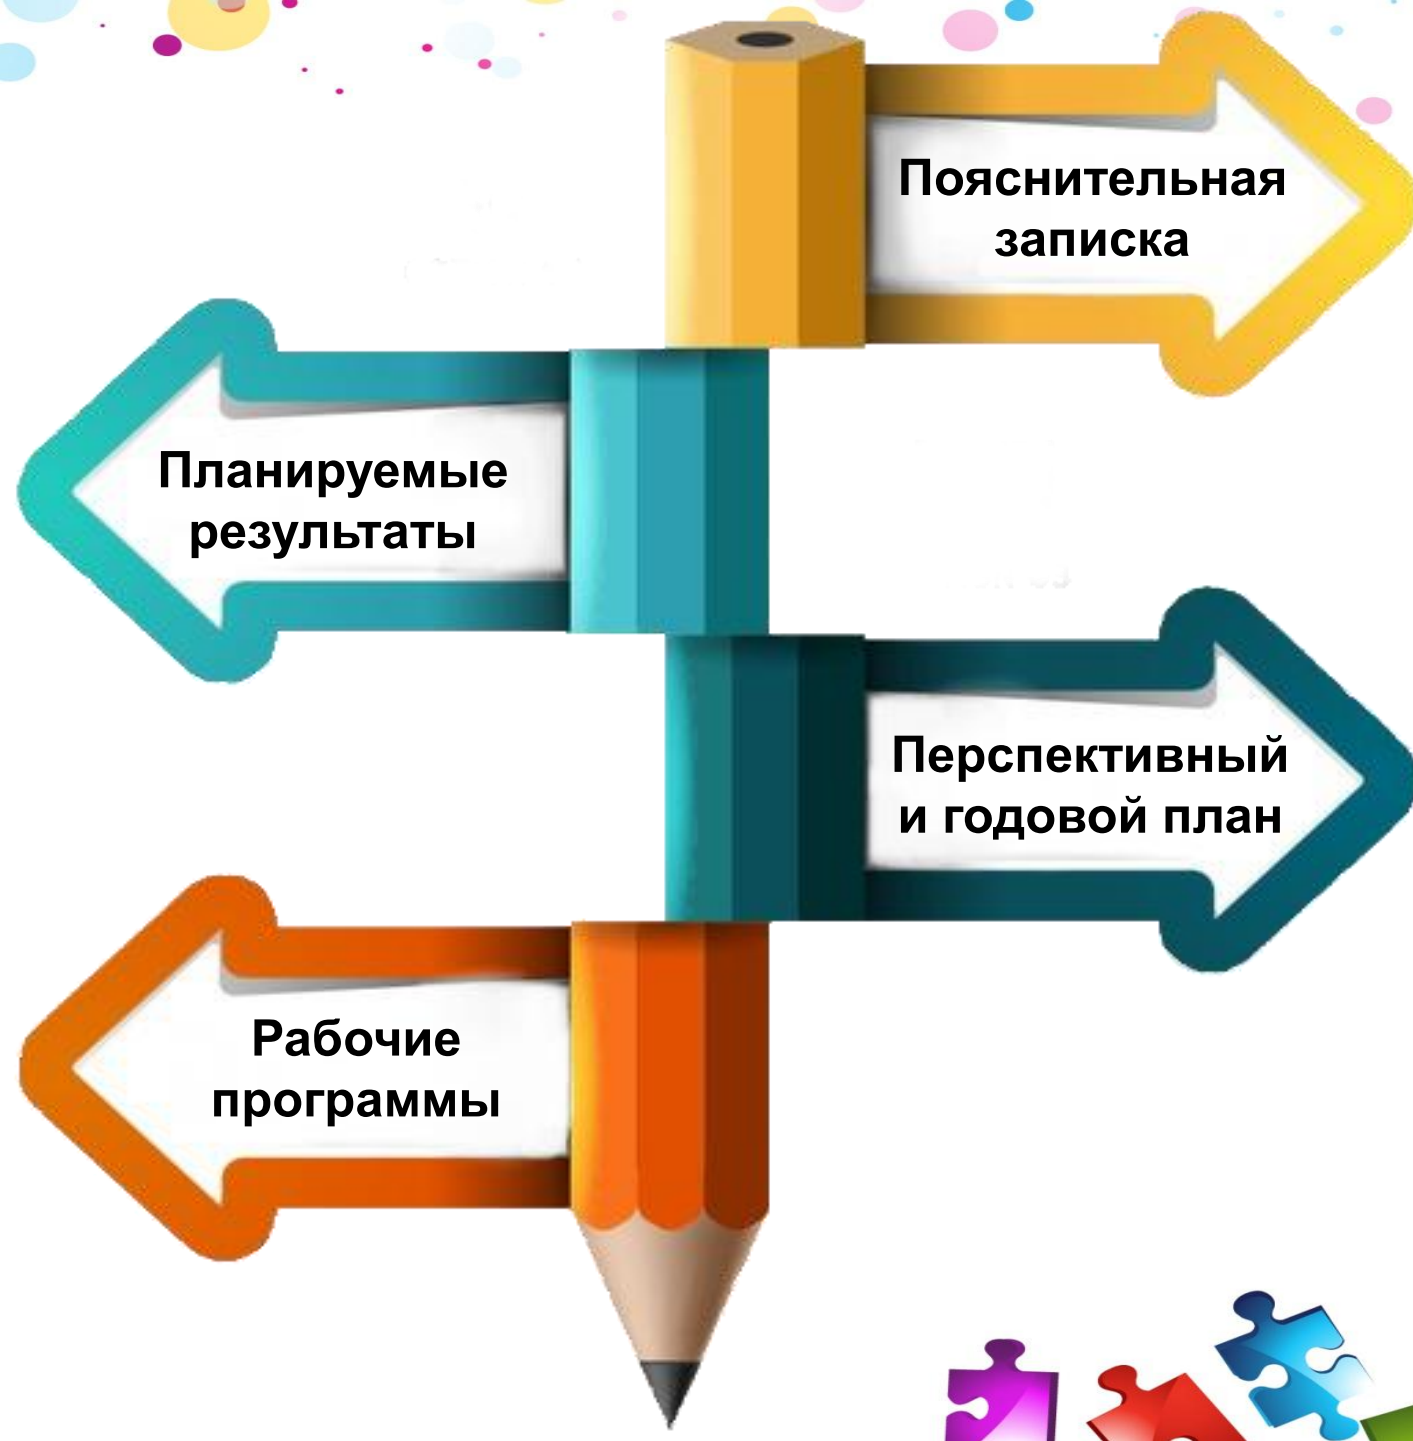 Пояснительная
записка
Планируемые
результаты
Перспективный
и годовой план
Рабочие
программы